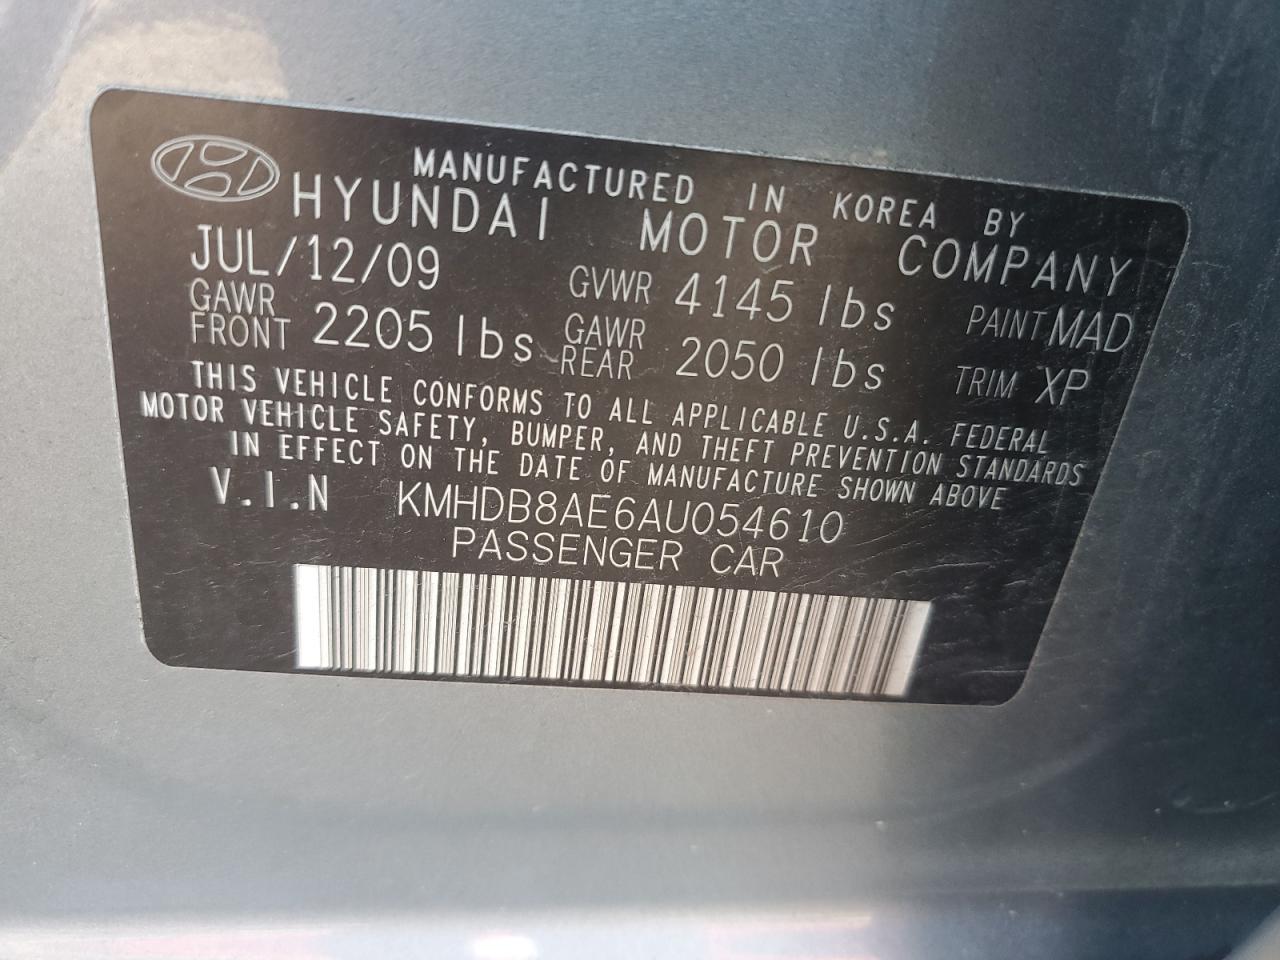 MANUFACTURED IN KOREA BY
HYUNDAI MOTOR COMPANY
JUL/12/09 GVWR 4145 lbs PAINT MAD
GAWR FRONT 2205 lbs GAWR REAR 2050 lbs TRIM XP
THIS VEHICLE CONFORMS TO ALL APPLICABLE U.S.A. FEDERAL
MOTOR VEHICLE SAFETY, BUMPER, AND THEFT PREVENTION STANDARDS
IN EFFECT ON THE DATE OF MANUFACTURE SHOWN ABOVE
V.I.N KMHDB8AE6AU054610
PASSENGER CAR